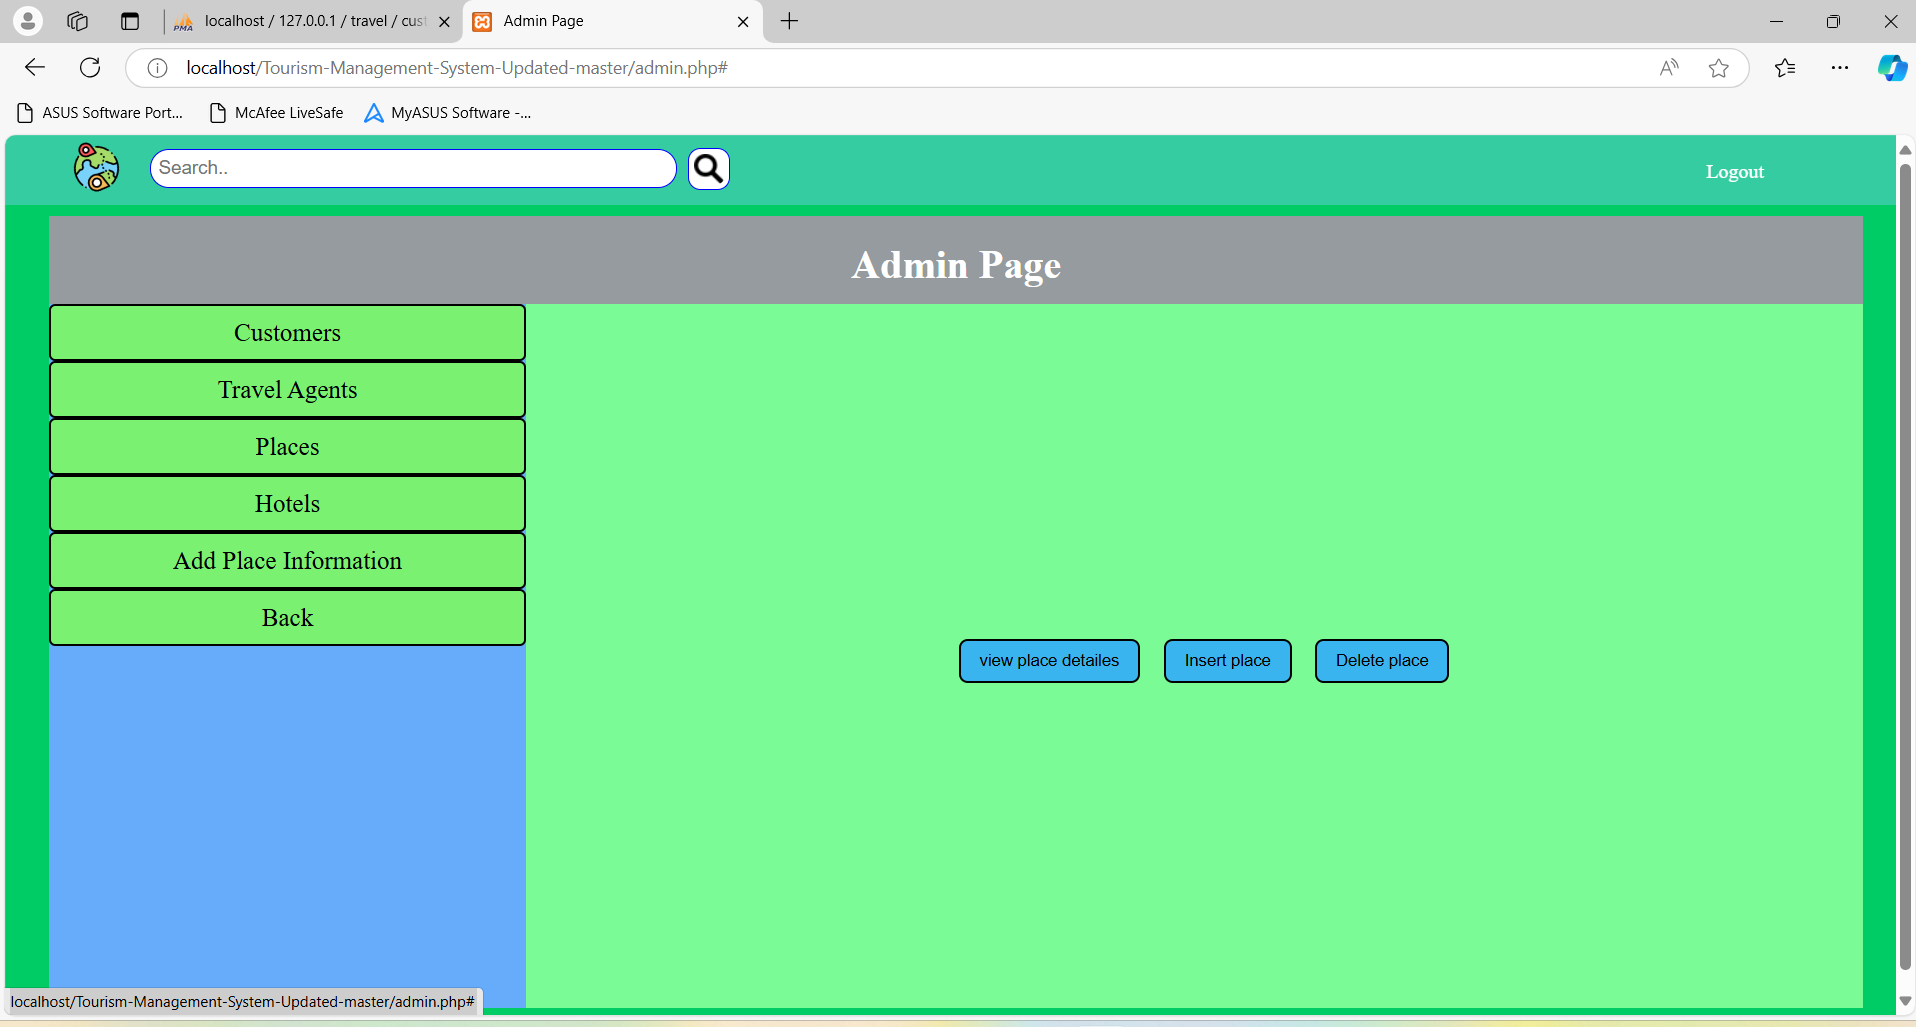 localhost / 127.0.0.1 / travel / cust
Admin Page
localhost/Tourism-Management-System-Updated-master/admin.php#
ASUS Software Port...
McAfee LiveSafe
MyASUS Software -...
Search..
Logout
Admin Page
Customers
Travel Agents
Places
Hotels
Add Place Information
Back
view place detailes
Insert place
Delete place
localhost/Tourism-Management-System-Updated-master/admin.php#